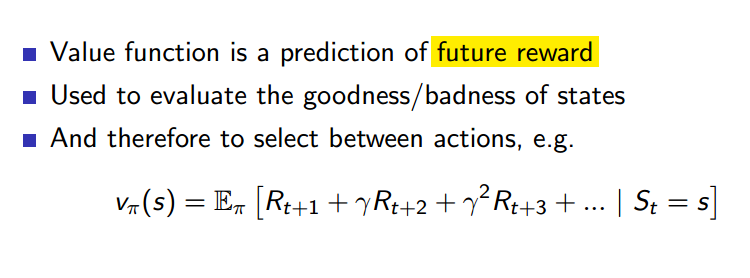 Value function is a prediction of future reward
Used to evaluate the goodness/badness of states
And therefore to select between actions, e.g.
vπ(s) = 𝔼π [Rt+1 + γRt+2 + γ²Rt+3 + ... | St = s]